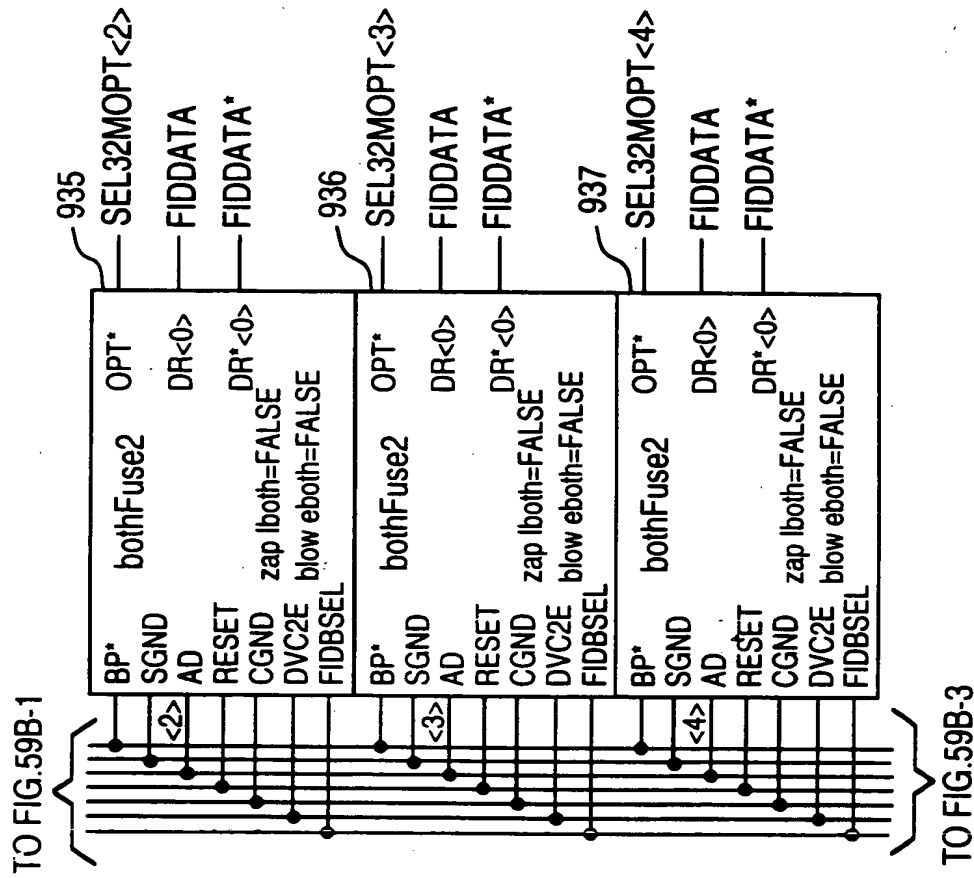 TO FIG.59B-1
935
BP* bothFuse2 OPT* SEL32MOPT<2>
SGND
<2> AD DR<0> FIDDATA
RESET
CGND zap lboth=FALSE DR*<0> FIDDATA*
DVC2E blow eboth=FALSE
FIDBSEL
936
BP* bothFuse2 OPT* SEL32MOPT<3>
SGND
<3> AD DR<0> FIDDATA
RESET
CGND zap lboth=FALSE DR*<0> FIDDATA*
DVC2E blow eboth=FALSE
FIDBSEL
937
BP* bothFuse2 OPT* SEL32MOPT<4>
SGND
<4> AD DR<0> FIDDATA
RESET
CGND zap lboth=FALSE DR*<0> FIDDATA*
DVC2E blow eboth=FALSE
FIDBSEL
TO FIG.59B-3